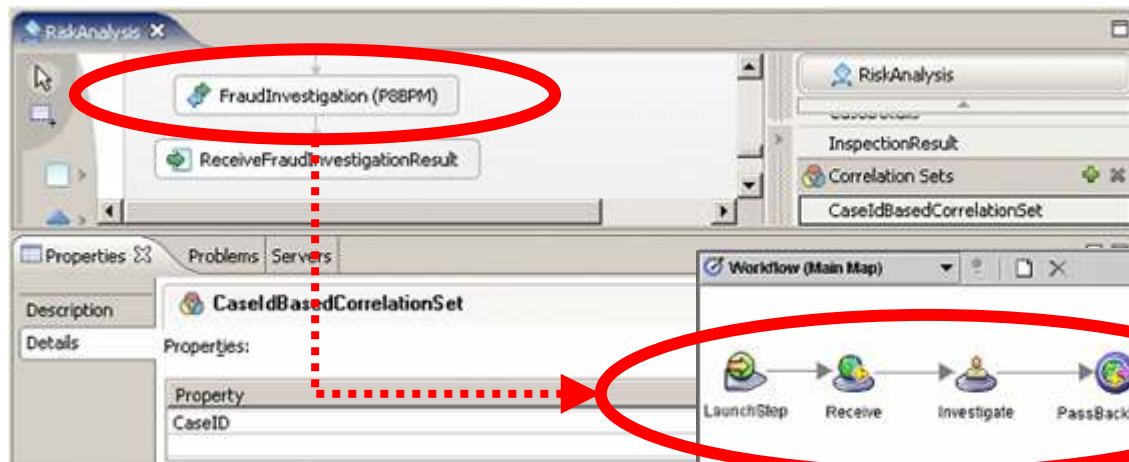 RiskAnalysis
FraudInvestigation (P8BPM)
ReceiveFraudInvestigationResult
RiskAnalysis
InspectionResult
Correlation Sets
CaseIdBasedCorrelationSet
Properties
Problems
Servers
Description
Details
CaseIdBasedCorrelationSet
Properties:
Property
CaseID
Workflow (Main Map)
LaunchStep
Receive
Investigate
PassBack